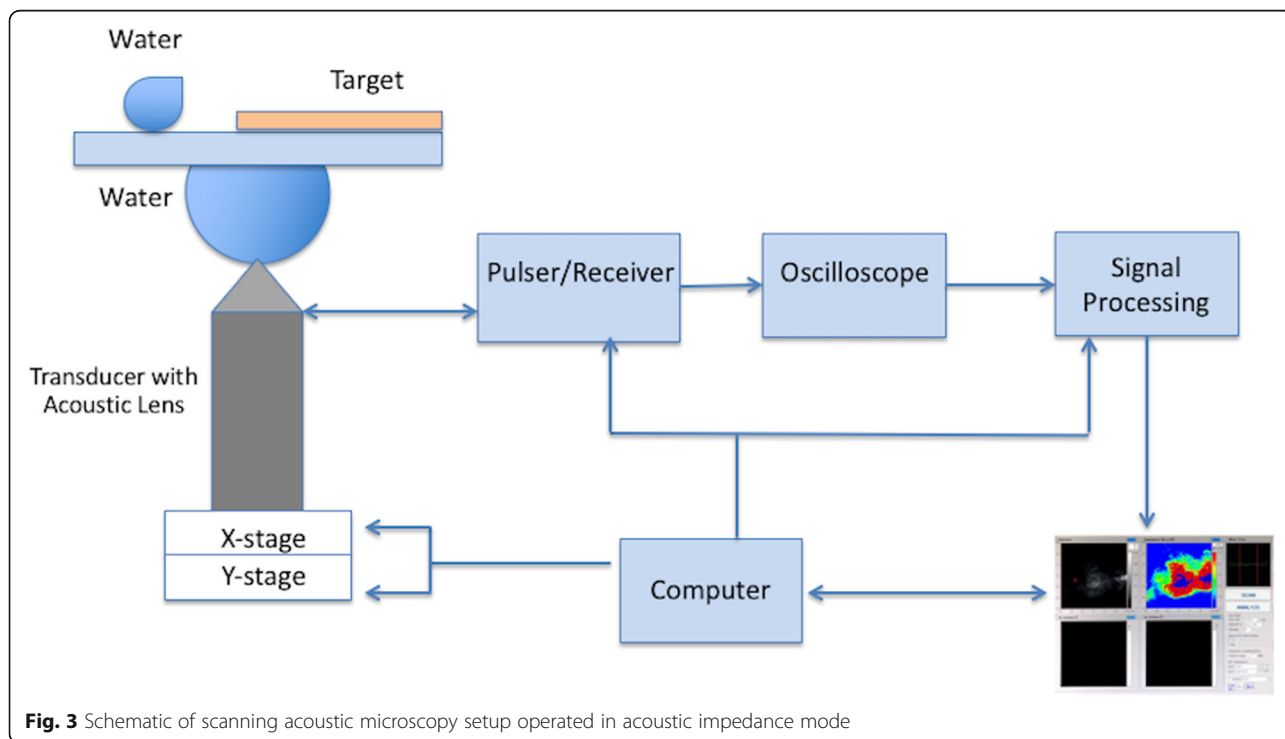 Water
Target
Water
Pulser/Receiver
Oscilloscope
Signal
Processing
Transducer with
Acoustic Lens
X-stage
Y-stage
Computer
SCAN
ANALYZE
Fig. 3 Schematic of scanning acoustic microscopy setup operated in acoustic impedance mode